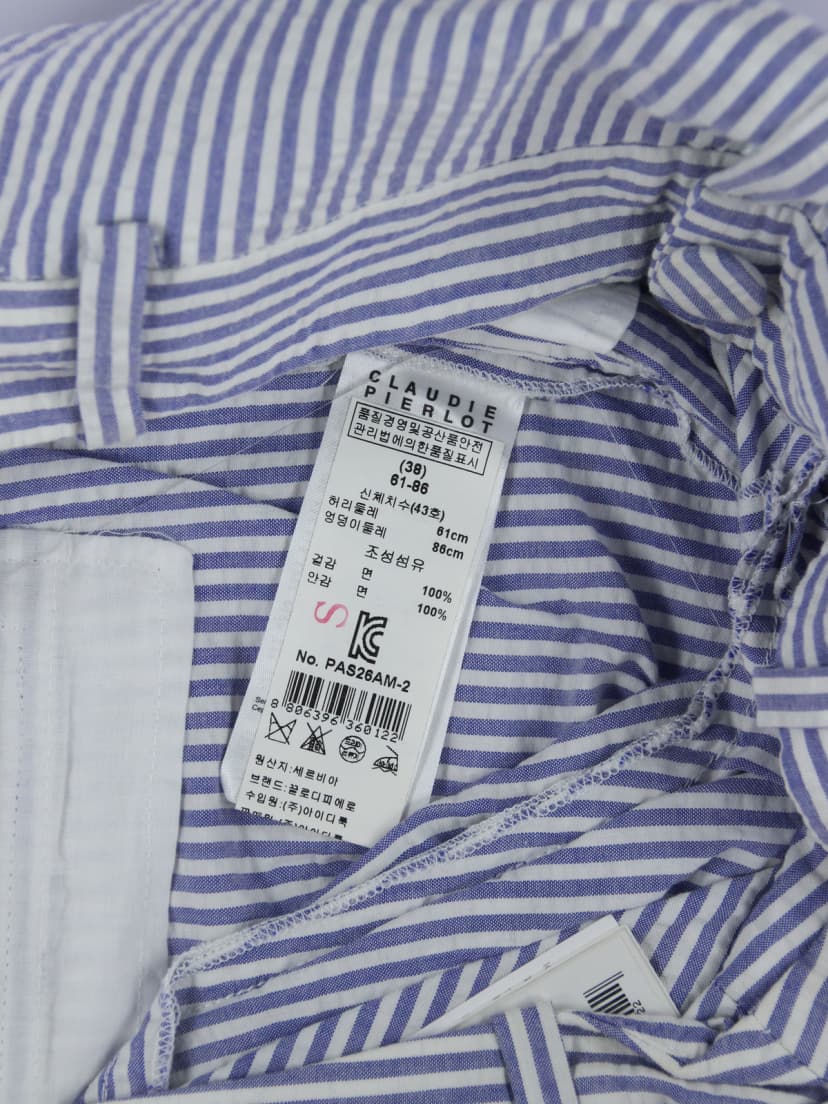 CLAUDIE
PIERLOT
품질경영및공산품안전
관리법에의한품질표시
(38)
61-86
신체치수(43호)
허리둘레 61cm
엉덩이둘레 86cm
조성섬유
겉감 면 100%
안감 면 100%
S
No. PAS26AM-2
8 806396 360122
원산지:세르비아
브랜드:끌로디피에로
수입원:(주)아이디룩